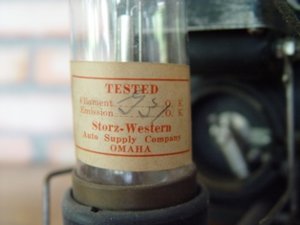 TESTED
Filament O. K.
Emission O. K.
Storz-Western
Auto Supply Company
OMAHA